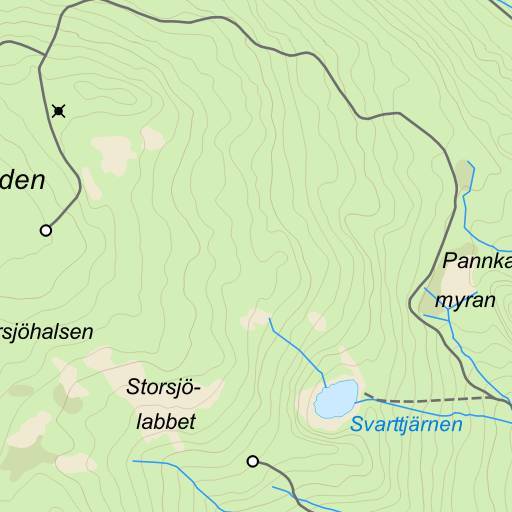 den
Pannka
myran
rsjöhalsen
Storsjö-
labbet
Svarttjärnen